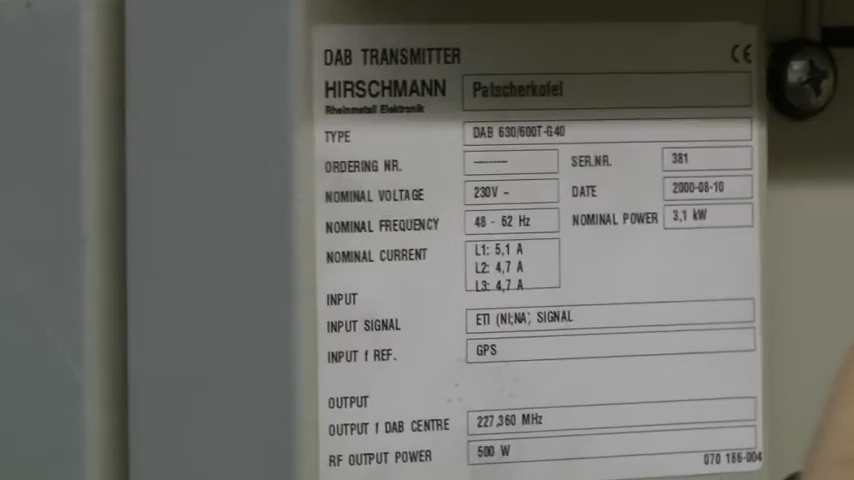 DAB TRANSMITTER CE
HIRSCHMANN Patscherkofel
Rheinmetall Elektronik
TYPE DAB 630/600T-G40
ORDERING NR. ------- SER.NR. 381
NOMINAL VOLTAGE 230V ~ DATE 2000-08-10
NOMINAL FREQUENCY 48 - 62 Hz NOMINAL POWER 3,1 kW
NOMINAL CURRENT L1: 5,1 A
L2: 4,7 A
L3: 4,7 A
INPUT
INPUT SIGNAL ETI (NI;NA) SIGNAL
INPUT f REF. GPS
OUTPUT
OUTPUT f DAB CENTRE 227,360 MHz
RF OUTPUT POWER 500 W
070 186-004